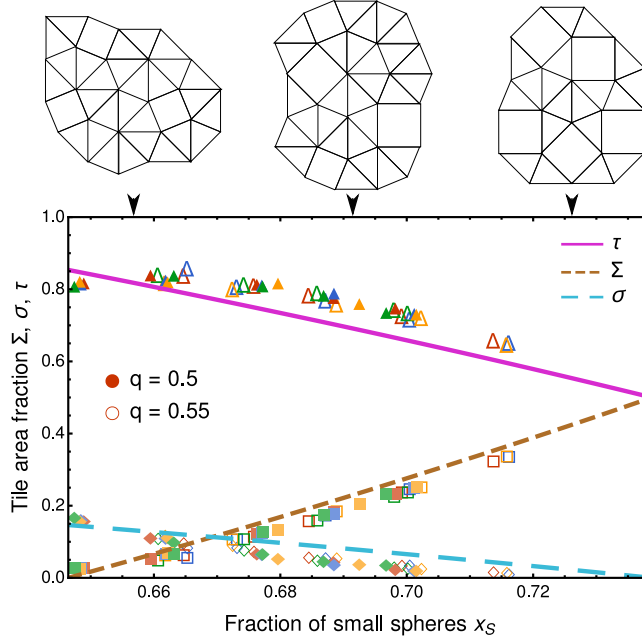 1.0
0.8
0.6
0.4
0.2
0.0
Tile area fraction Σ, σ, τ
τ
Σ
σ
q = 0.5
q = 0.55
0.66
0.68
0.70
0.72
Fraction of small spheres x_S